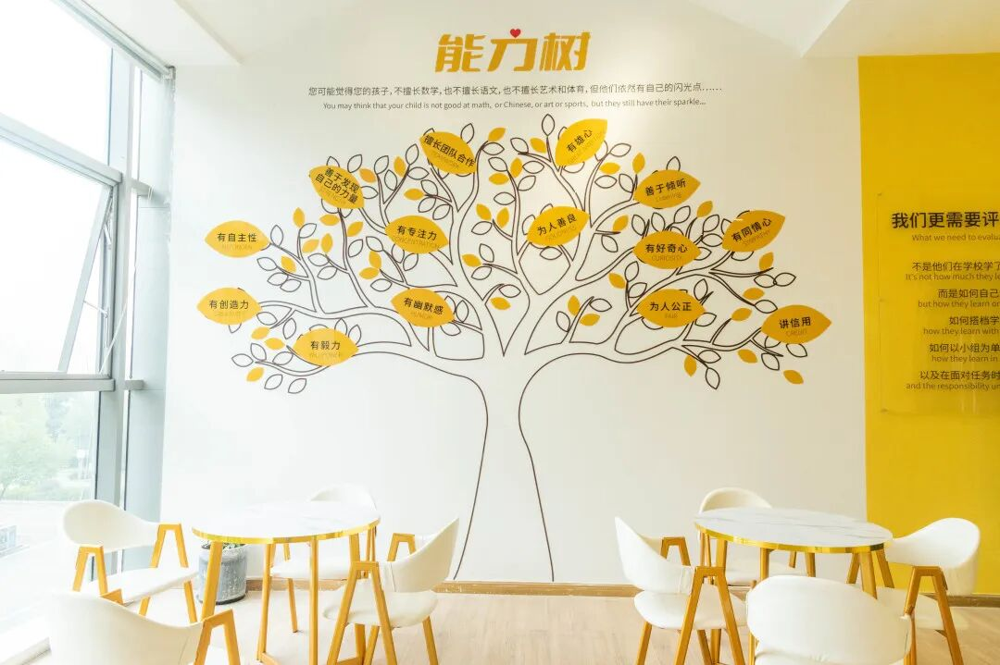 能力树
您可能觉得您的孩子,不擅长数学,也不擅长语文,也不擅长艺术和体育,但他们依然有自己的闪光点……
You may think that your child is not good at math, or Chinese, or art or sports, but they still have their sparkle...
擅长团队合作
TEAMWORK
有雄心
善于发现
自己的力量
STRENGTH
善于倾听
Listening
有自主性
有专注力
CONCENTRATION
为人善良
有好奇心
CURIOSITY
有同情心
SYMPATHY
有创造力
有幽默感
HUMOR
为人公正
FAIR
讲信用
CREDIT
有毅力
WILLPOWER
我们更需要评
What we need to evalua
不是他们在学校学了
It's not how much they le
而是如何自己
but how they learn on
如何搭档学
how they learn with
如何以小组为单
how they learn in
以及在面对任务时
and the responsibility un